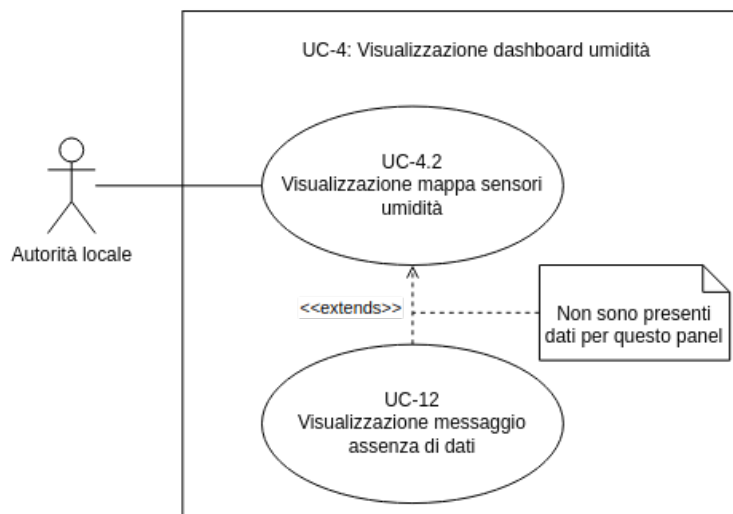 UC-4: Visualizzazione dashboard umidità
UC-4.2
Visualizzazione mappa sensori
umidità
Autorità locale
<<extends>>
Non sono presenti
dati per questo panel
UC-12
Visualizzazione messaggio
assenza di dati